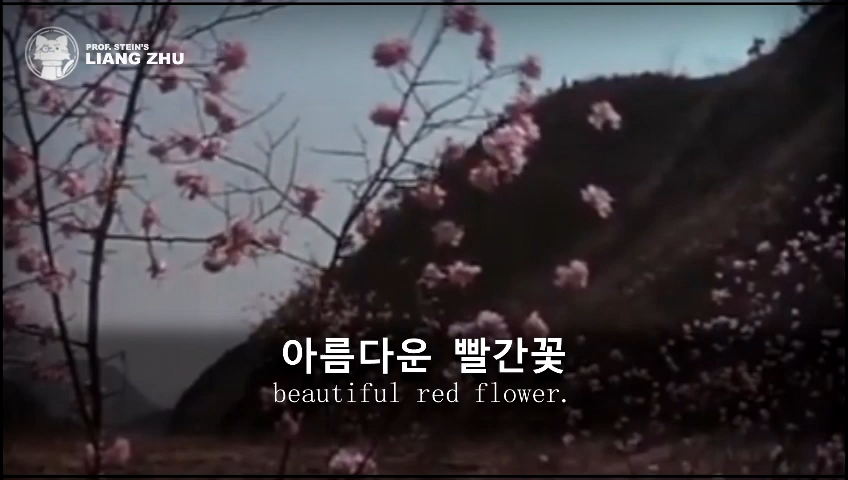 PROF. STEIN'S
LIANG ZHU
아름다운 빨간꽃
beautiful red flower.